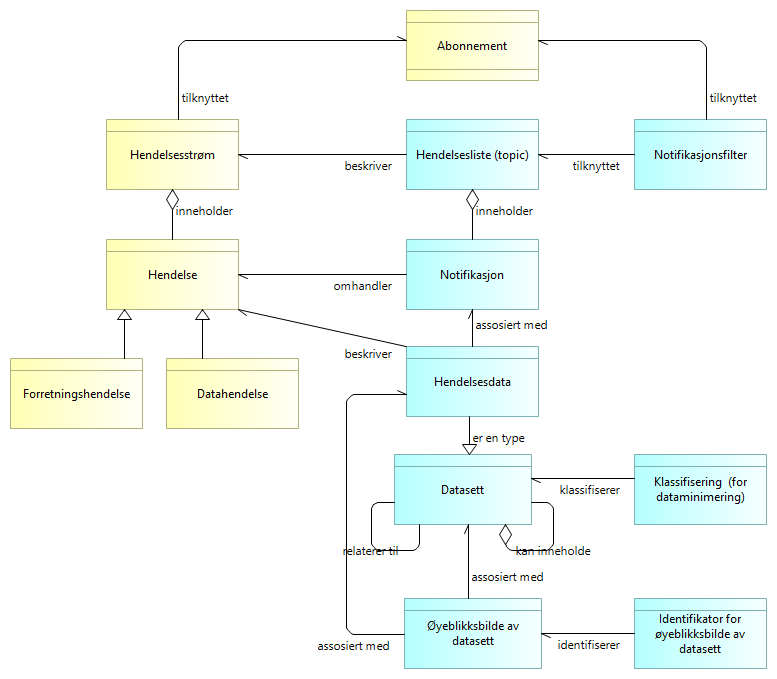 Abonnement
tilknyttet
tilknyttet
Hendelsesstrøm
Hendelsesliste (topic)
Notifikasjonsfilter
beskriver
tilknyttet
inneholder
inneholder
Hendelse
Notifikasjon
omhandler
assosiert med
beskriver
Hendelsesdata
Forretningshendelse
Datahendelse
er en type
Datasett
Klassifisering (for
dataminimering)
klassifiserer
relaterer til
kan inneholde
assosiert med
Øyeblikksbilde av
datasett
Identifikator for
øyeblikksbilde av
datasett
assosiert med
identifiserer